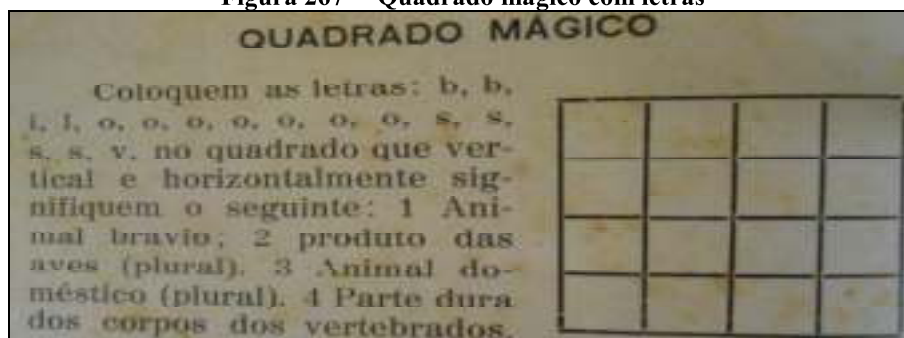 Figura 267 – Quadrado mágico com letras
QUADRADO MÁGICO
Coloquem as letras: b, b,
i, i, o, o, o, o, o, o, o, s, s,
s, s, v, no quadrado que ver-
tical e horizontalmente sig-
nifiquem o seguinte: 1 Ani-
mal bravio; 2 produto das
aves (plural). 3 Animal do-
méstico (plural). 4 Parte dura
dos corpos dos vertebrados.